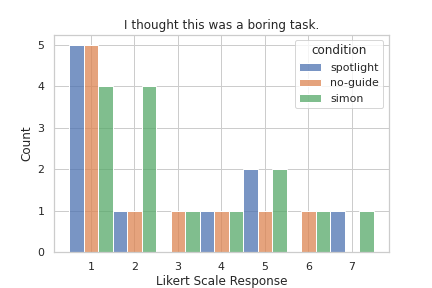 I thought this was a boring task.
condition
spotlight
no-guide
simon
5
4
3
2
1
0
Count
1 2 3 4 5 6 7
Likert Scale Response